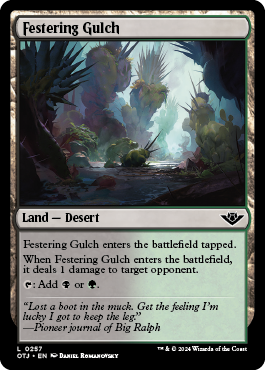 Festering Gulch
Land — Desert
Festering Gulch enters the battlefield tapped.
When Festering Gulch enters the battlefield,
it deals 1 damage to target opponent.
: Add or .
“Lost a boot in the muck. Get the feeling I’m
lucky I got to keep the leg.”
—Pioneer journal of Big Ralph
L 0257
OTJ • EN Daniel Romanovsky
™ & © 2024 Wizards of the Coast